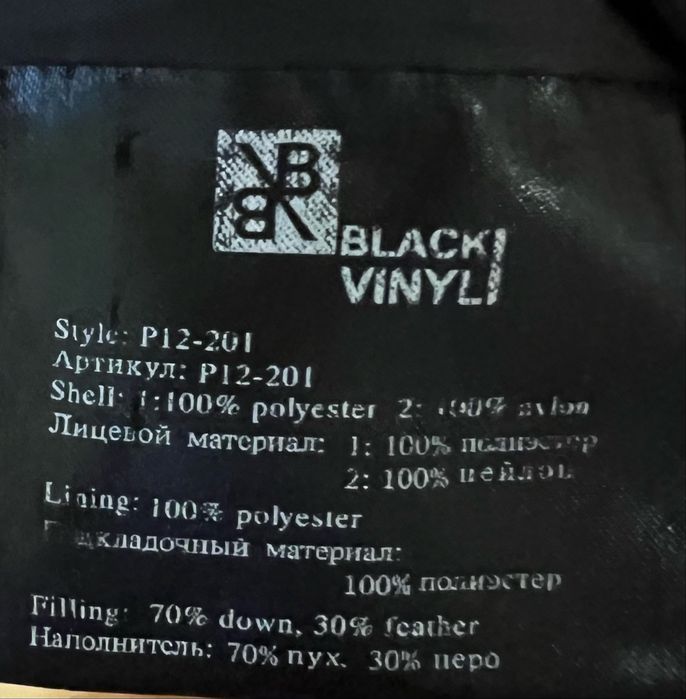 BLACK
VINYL
Style: P12-201
Артикул: P12-201
Shell: 1:100% polyester 2: 100% nylon
Лицевой материал: 1: 100% полиэстер
2: 100% нейлон
Lining: 100% polyester
Подкладочный материал:
100% полиэстер
Filling: 70% down, 30% feather
Наполнитель: 70% пух, 30% перо